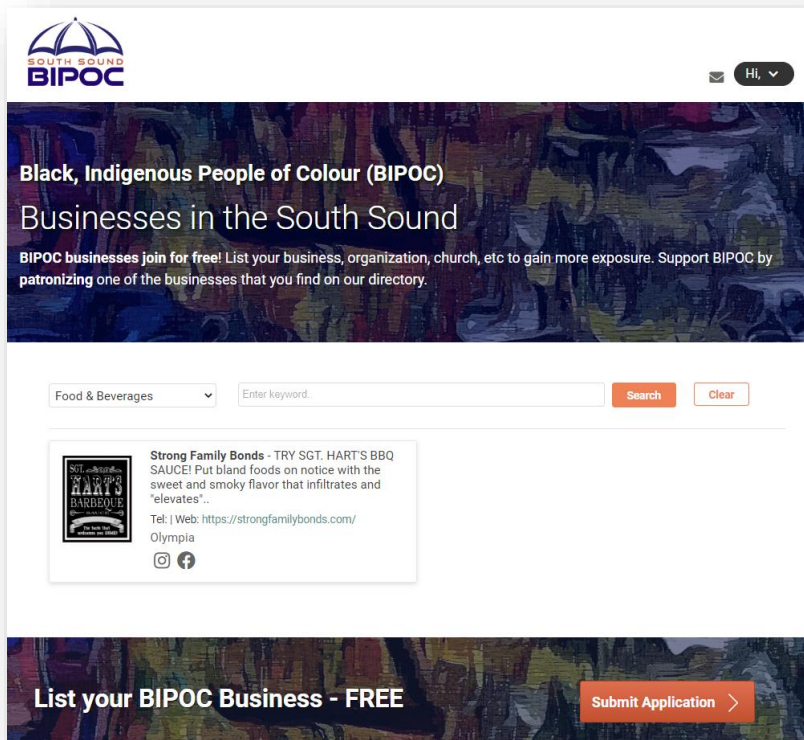 SOUTH SOUND
BIPOC
Hi,
Black, Indigenous People of Colour (BIPOC)
Businesses in the South Sound
BIPOC businesses join for free! List your business, organization, church, etc to gain more exposure. Support BIPOC by
patronizing one of the businesses that you find on our directory.
Food & Beverages
Enter keyword..
Search
Clear
SGT.
HART'S
BARBEQUE
SAUCE
Strong Family Bonds - TRY SGT. HART'S BBQ
SAUCE! Put bland foods on notice with the
sweet and smoky flavor that infiltrates and
"elevates"..
Tel: | Web: https://strongfamilybonds.com/
Olympia
List your BIPOC Business - FREE
Submit Application